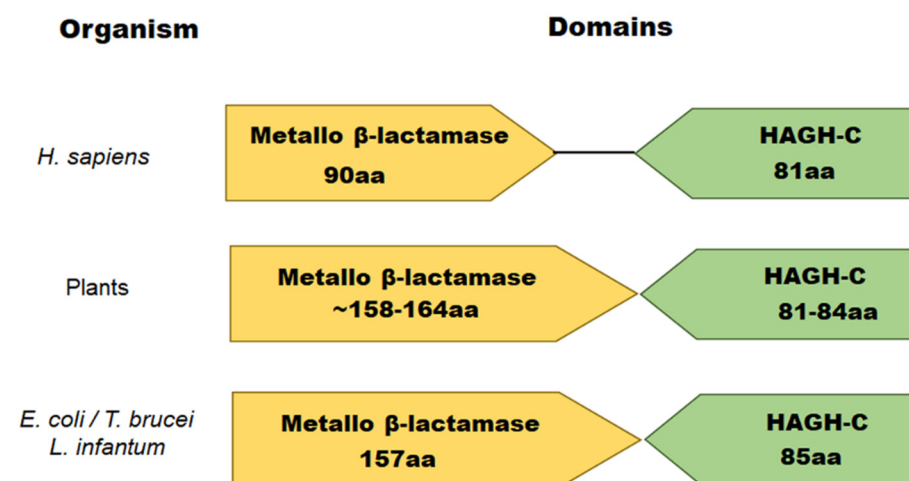 Organism
Domains
H. sapiens
Metallo β-lactamase
90aa
HAGH-C
81aa
Plants
Metallo β-lactamase
~158-164aa
HAGH-C
81-84aa
E. coli / T. brucei
L. infantum
Metallo β-lactamase
157aa
HAGH-C
85aa